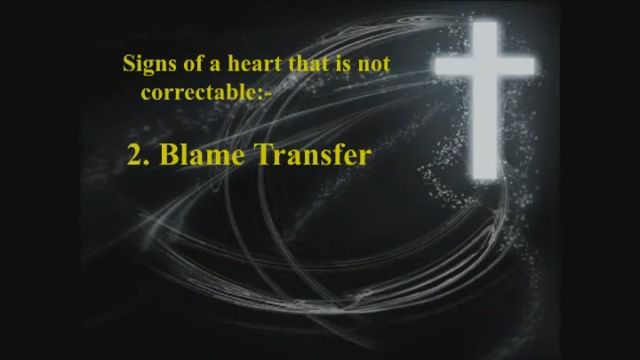 Signs of a heart that is not
correctable:-
2. Blame Transfer